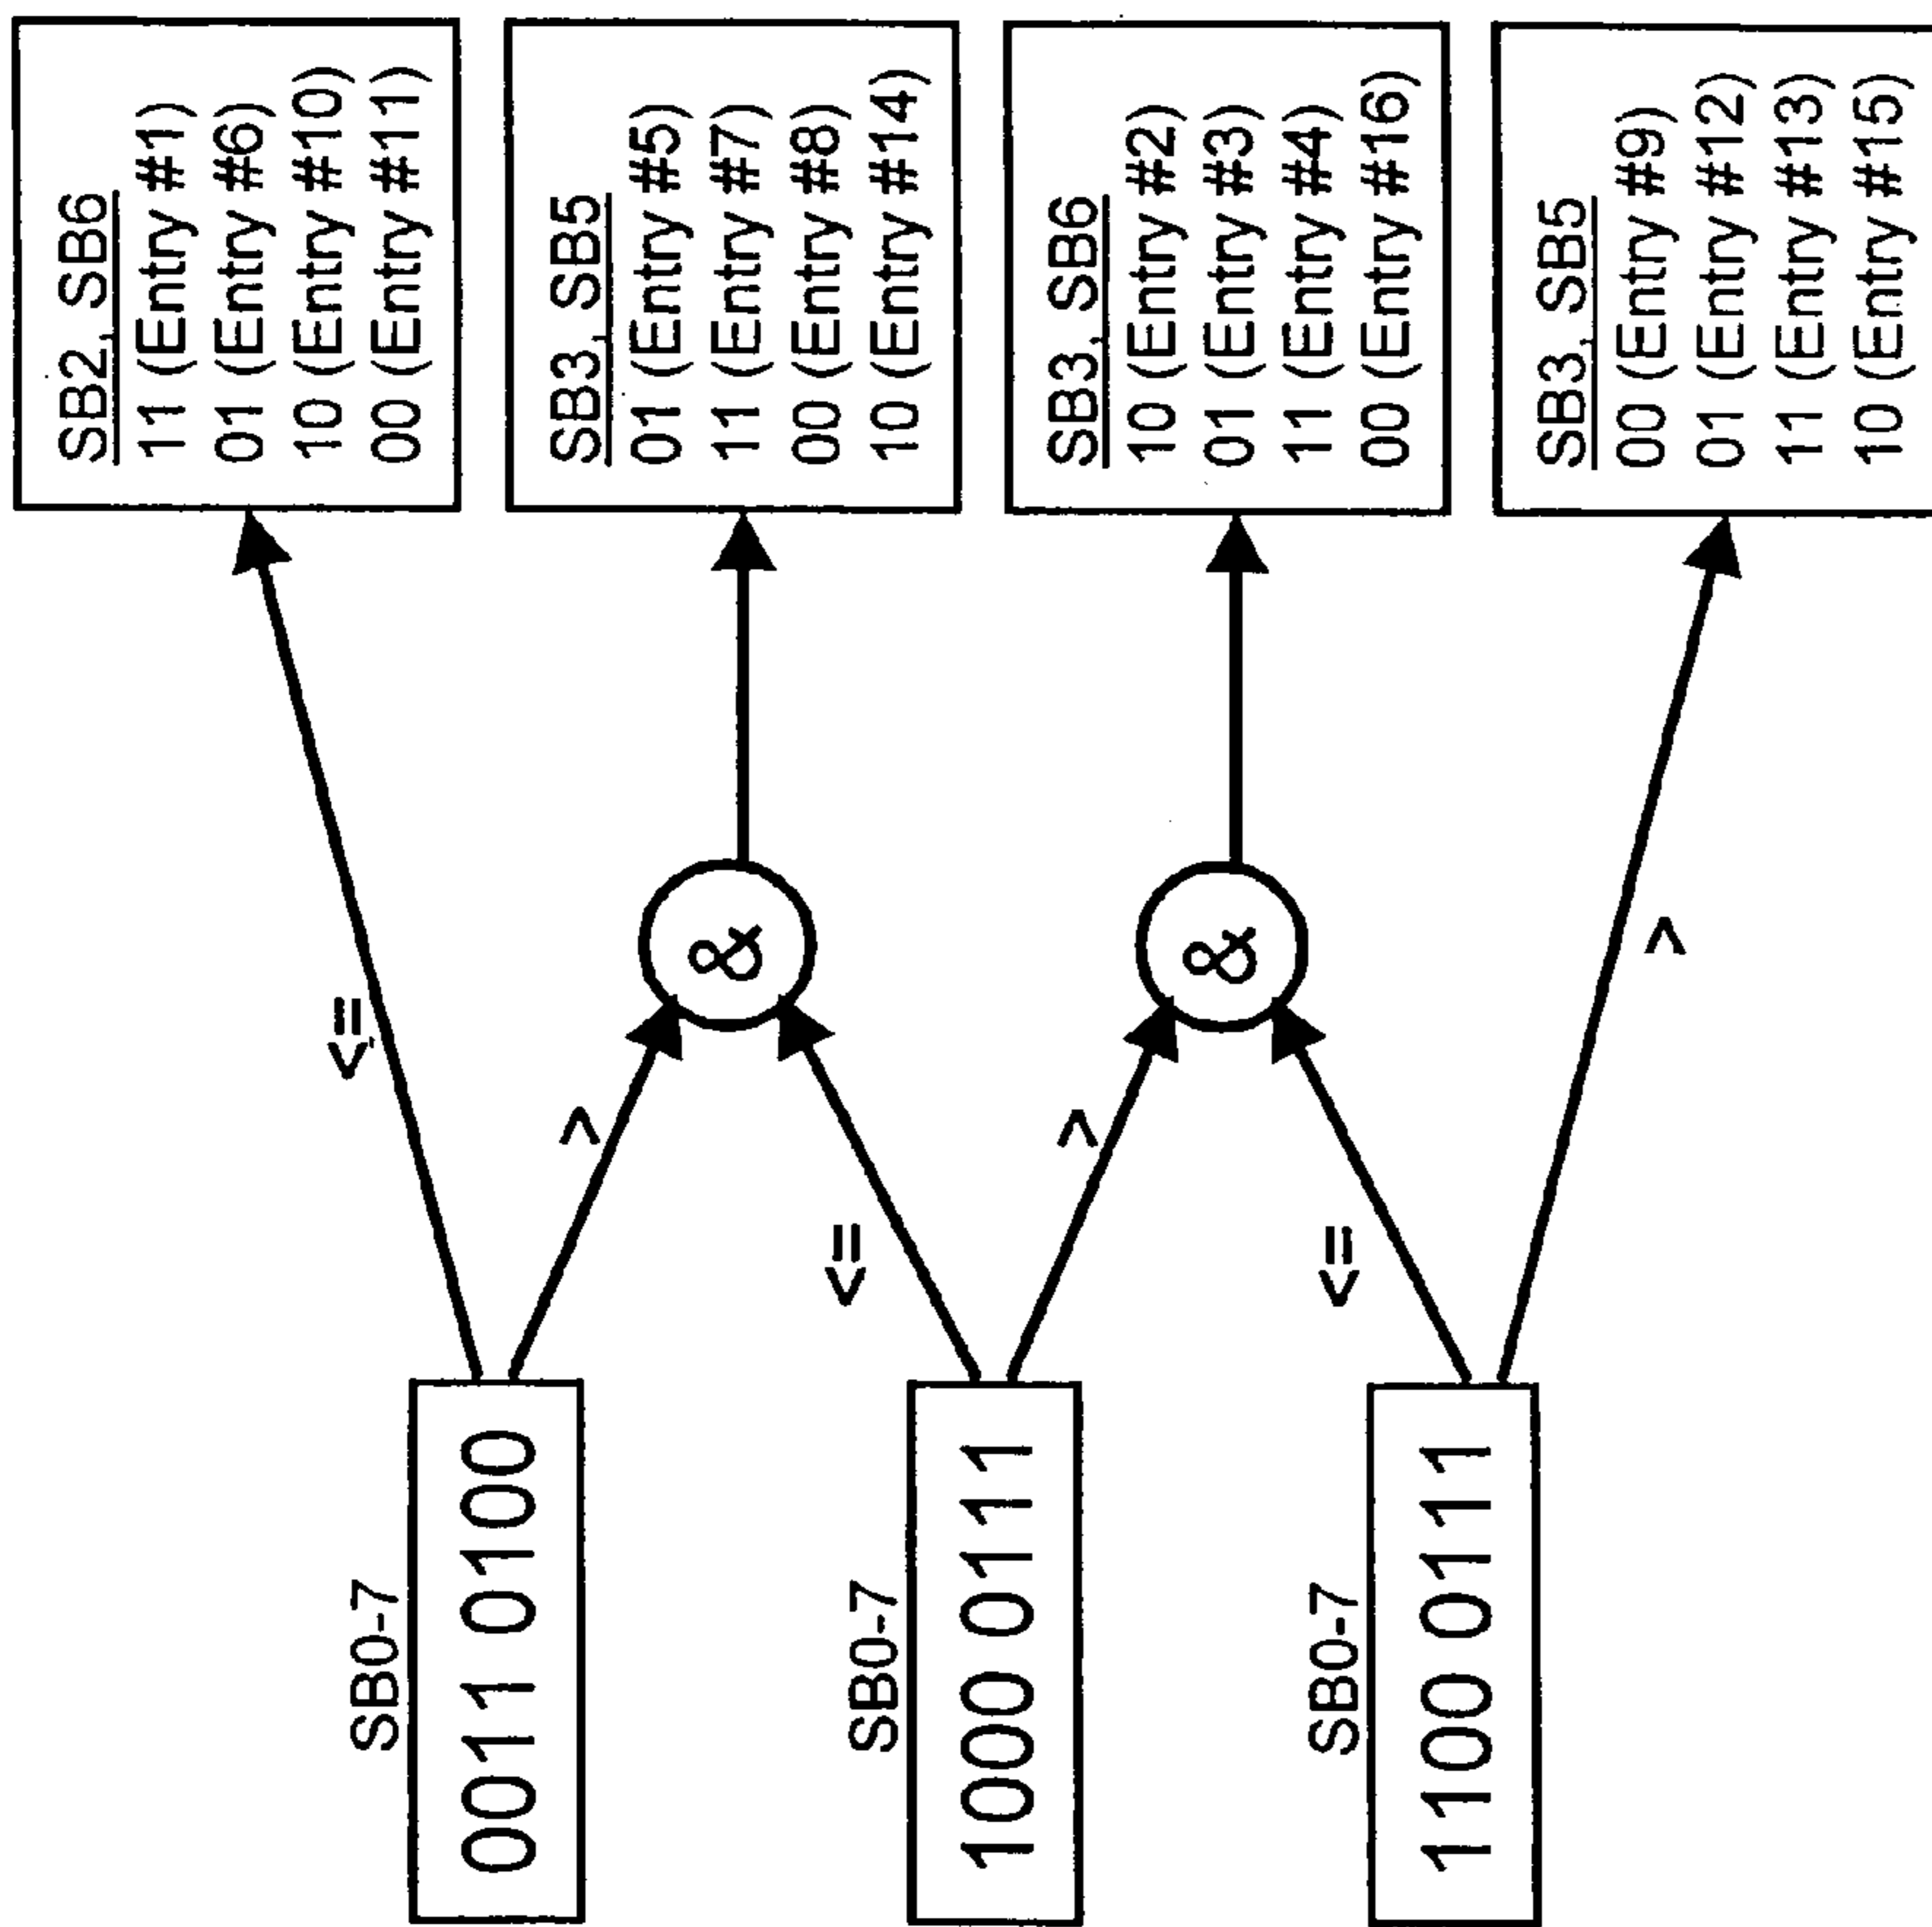 SB0-7
0011 0100
SB0-7
1000 0111
SB0-7
1100 0111
<=
>
<=
>
<=
>
&
&
SB2, SB6
11 (Entry #1)
01 (Entry #6)
10 (Entry #10)
00 (Entry #11)
SB3, SB5
01 (Entry #5)
11 (Entry #7)
00 (Entry #8)
10 (Entry #14)
SB3, SB6
10 (Entry #2)
01 (Entry #3)
11 (Entry #4)
00 (Entry #16)
SB3, SB5
00 (Entry #9)
01 (Entry #12)
11 (Entry #13)
10 (Entry #15)